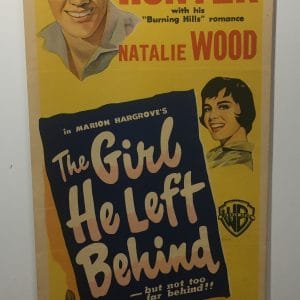 HUNTER
with his
"Burning Hills" romance
NATALIE WOOD
in MARION HARGROVE'S
The Girl
He Left
Behind
—but not too
far behind!!
WB